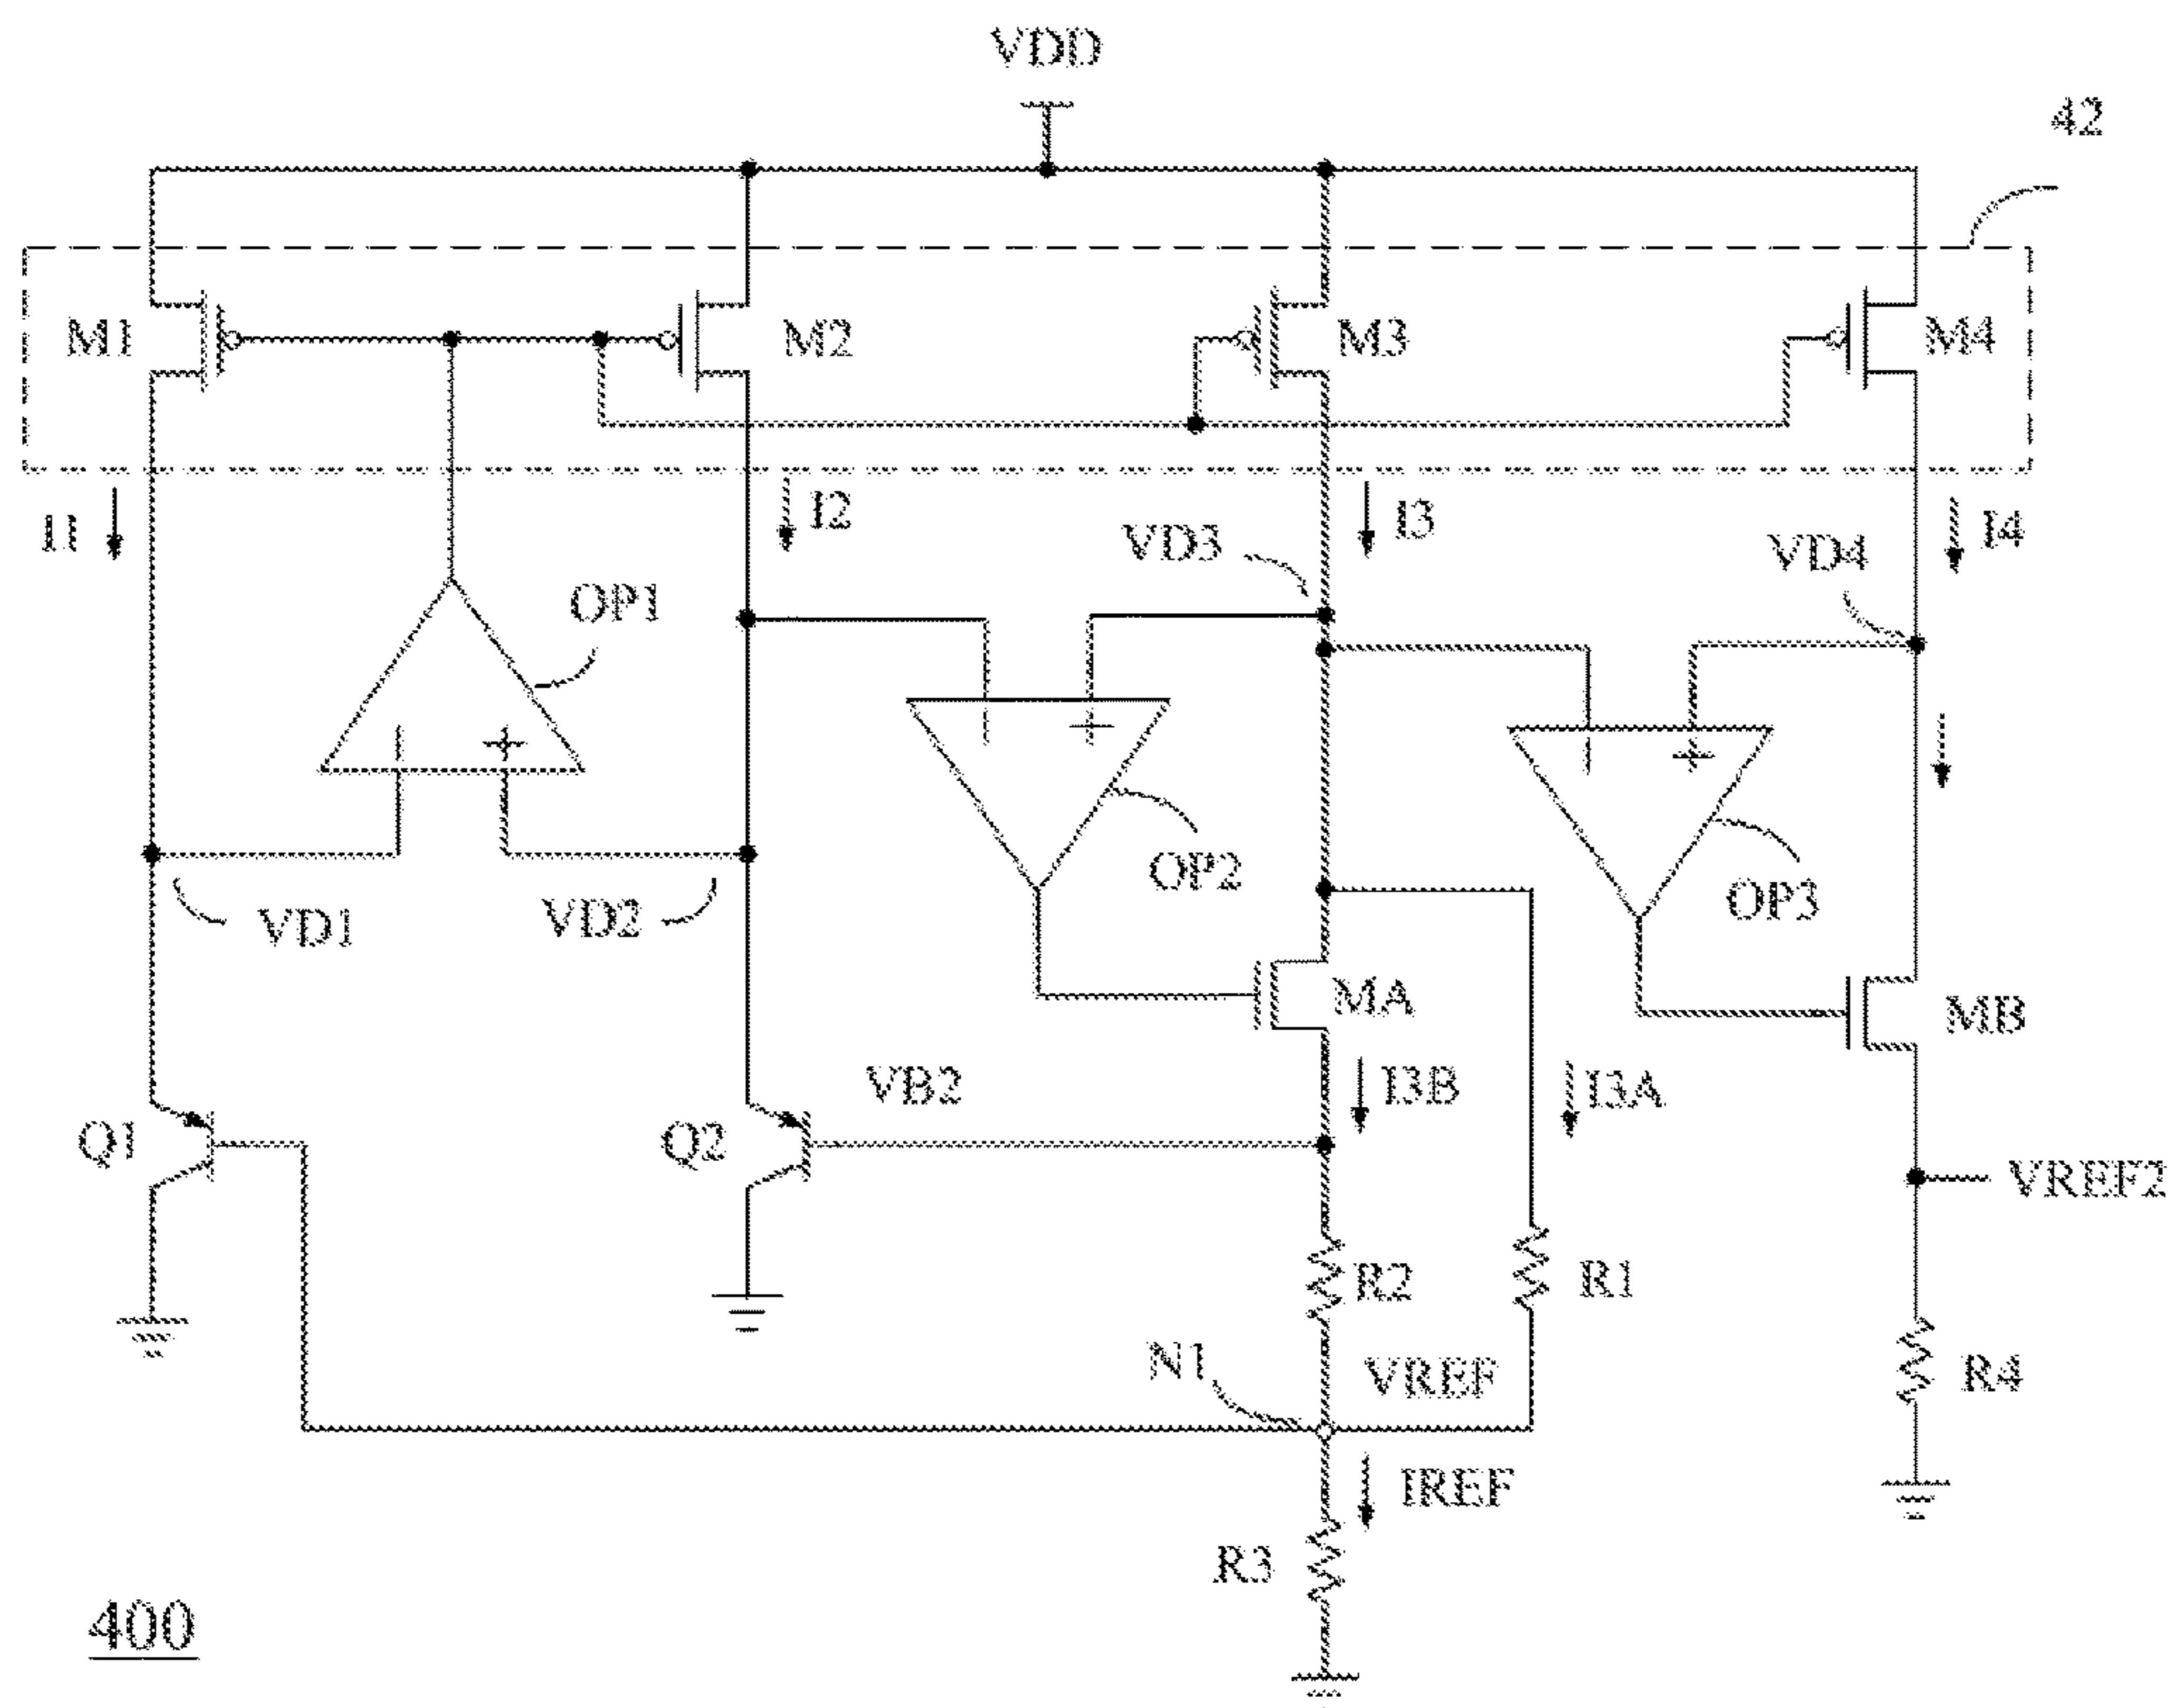 VDD
42
M1
M2
M3
M4
I1
I2
I3
I4
VD3
VD4
OP1
OP2
OP3
VD1
VD2
MA
MB
VB2
I3B
I3A
Q1
Q2
VREF2
R2
R1
N1
VREF
R4
IREF
R3
400